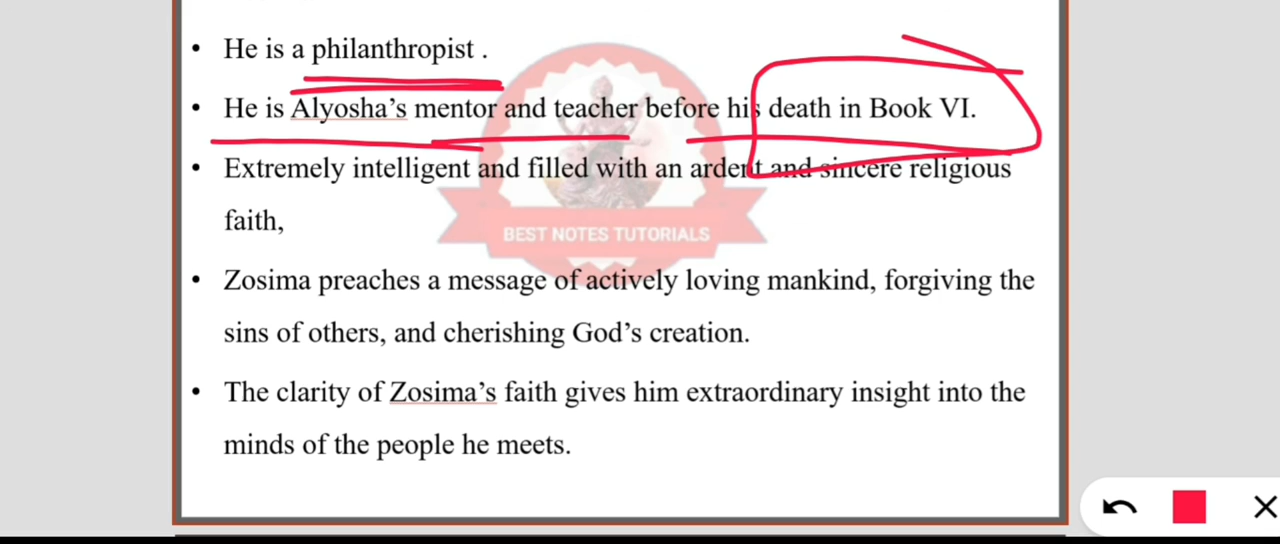 • He is a philanthropist .
• He is Alyosha’s mentor and teacher before his death in Book VI.
• Extremely intelligent and filled with an ardent and sincere religious
faith,
BEST NOTES TUTORIALS
• Zosima preaches a message of actively loving mankind, forgiving the
sins of others, and cherishing God’s creation.
• The clarity of Zosima’s faith gives him extraordinary insight into the
minds of the people he meets.